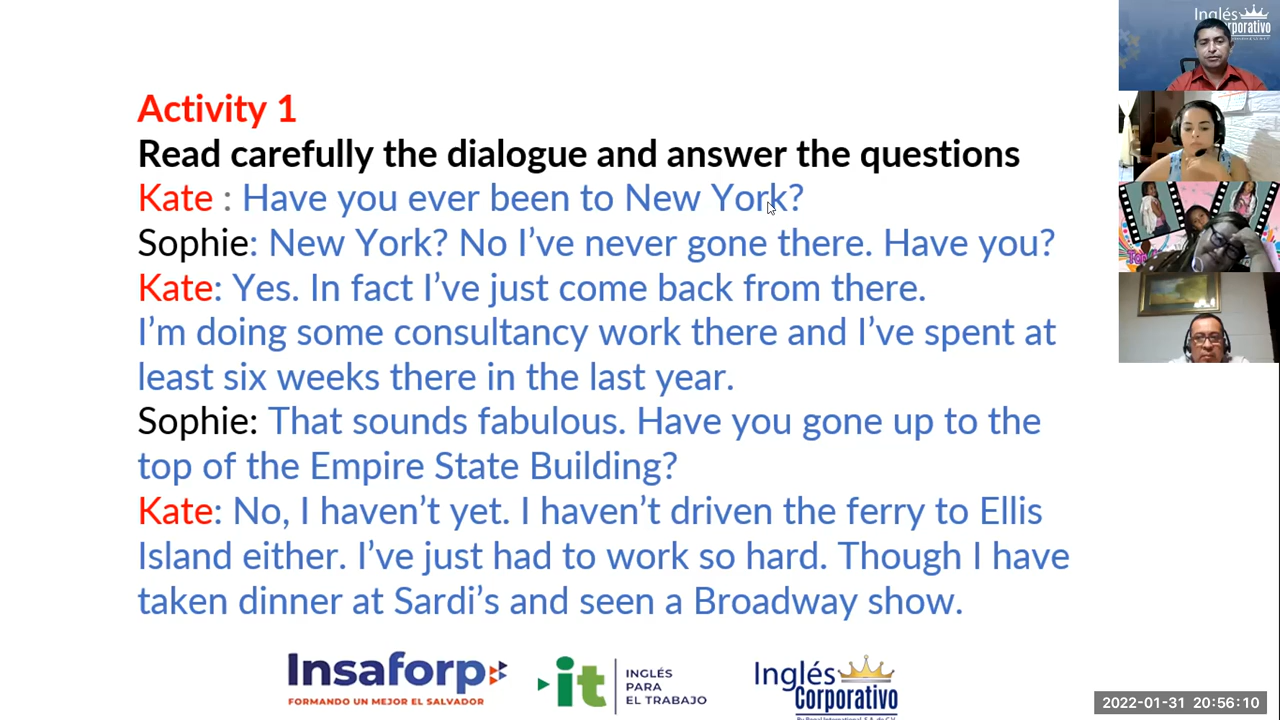 Activity 1
Read carefully the dialogue and answer the questions
Kate : Have you ever been to New York?
Sophie: New York? No I’ve never gone there. Have you?
Kate: Yes. In fact I’ve just come back from there.
I’m doing some consultancy work there and I’ve spent at
least six weeks there in the last year.
Sophie: That sounds fabulous. Have you gone up to the
top of the Empire State Building?
Kate: No, I haven’t yet. I haven’t driven the ferry to Ellis
Island either. I’ve just had to work so hard. Though I have
taken dinner at Sardi’s and seen a Broadway show.
Insaforp
FORMANDO UN MEJOR EL SALVADOR
it
INGLÉS
PARA
EL TRABAJO
Inglés
Corporativo
Inglés
2022-01-31 20:56:10